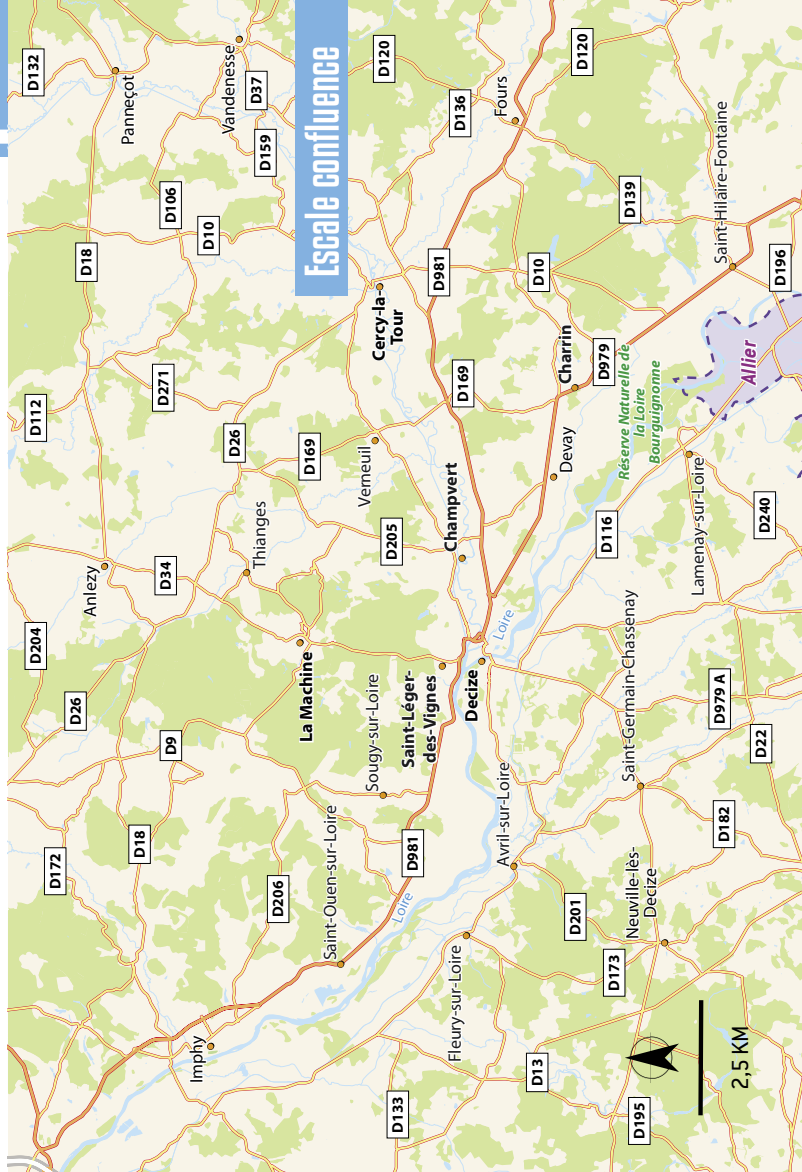 Escale confluence
Imphy
Saint-Ouen-sur-Loire
Sougy-sur-Loire
La Machine
Saint-Léger-
des-Vignes
Decize
Thianges
Anlezy
Champvert
Verneuil
Cercy-la-
Tour
Panneçot
Vandenesse
Fours
Charrin
Devay
Saint-Hilaire-Fontaine
Lamenay-sur-Loire
Saint-Germain-Chassenay
Avril-sur-Loire
Fleury-sur-Loire
Neuville-lès-
Decize
Loire
Loire
Réserve Naturelle de
la Loire
Bourguignonne
Allier
D172
D18
D206
D9
D26
D204
D34
D112
D271
D26
D169
D205
D18
D106
D10
D132
D37
D159
D120
D136
D120
D981
D10
D139
D169
D979
D196
D116
D240
D979 A
D22
D182
D201
D173
D981
D133
D13
D195
2,5 KM